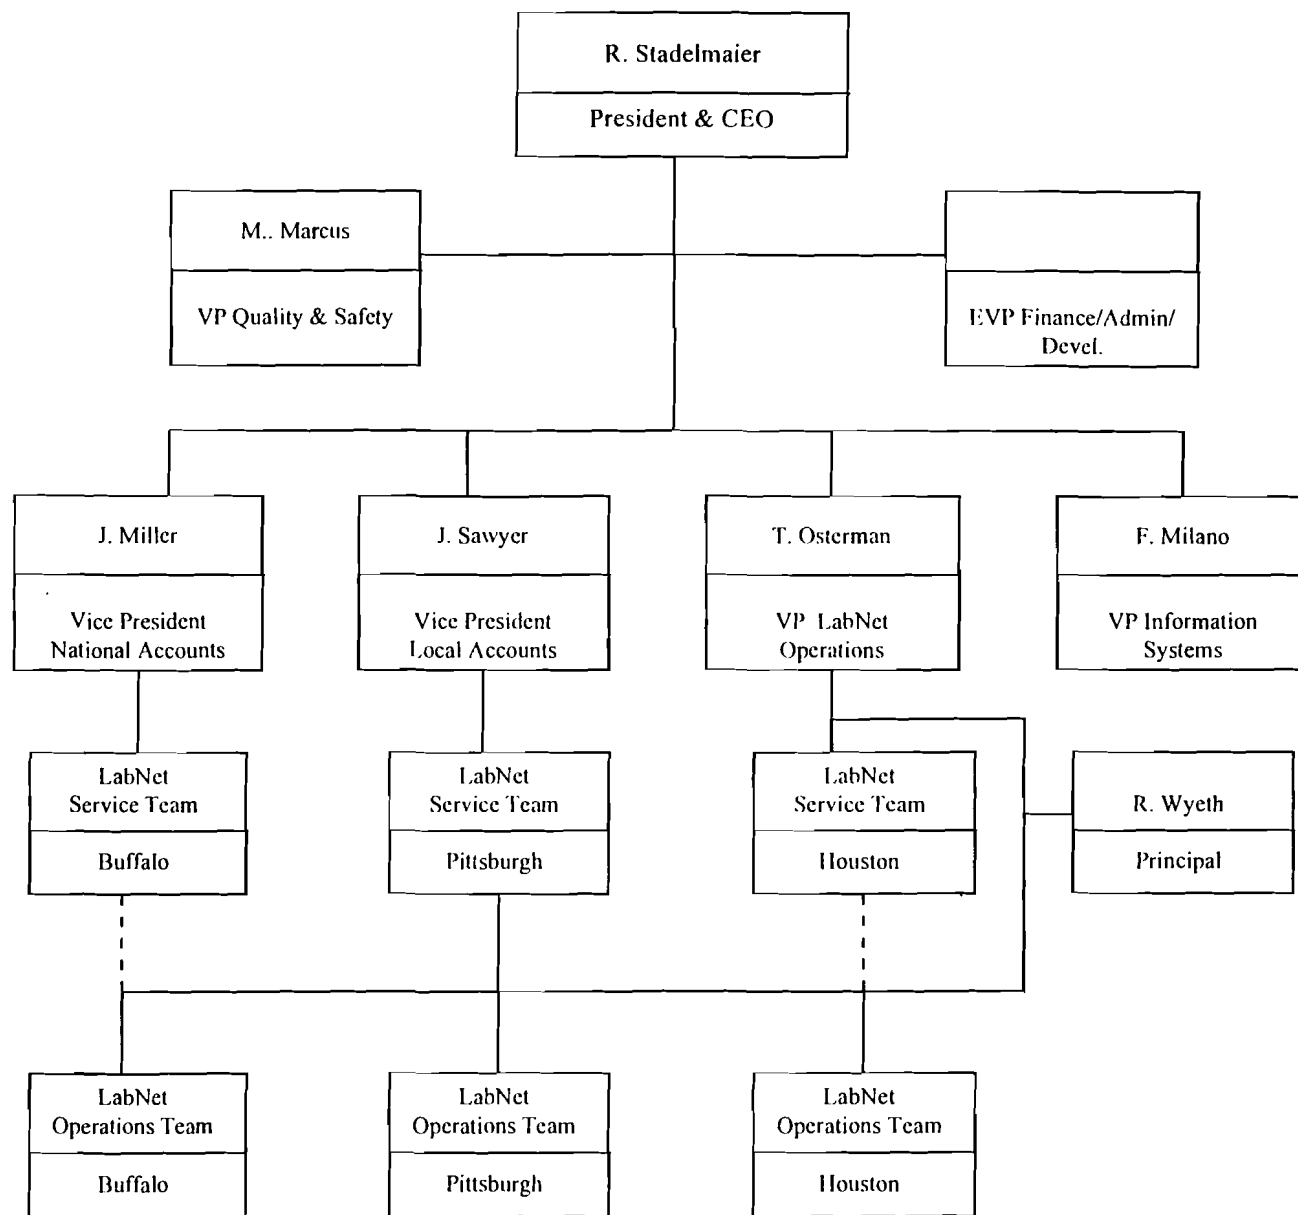 R. Stadelmaier
President & CEO
M.. Marcus
VP Quality & Safety
EVP Finance/Admin/
Devel.
J. Miller
Vice President
National Accounts
J. Sawyer
Vice President
Local Accounts
T. Osterman
VP LabNet
Operations
F. Milano
VP Information
Systems
LabNet
Service Team
Buffalo
LabNet
Service Team
Pittsburgh
LabNet
Service Team
Houston
R. Wyeth
Principal
LabNet
Operations Team
Buffalo
LabNet
Operations Team
Pittsburgh
LabNet
Operations Team
Houston